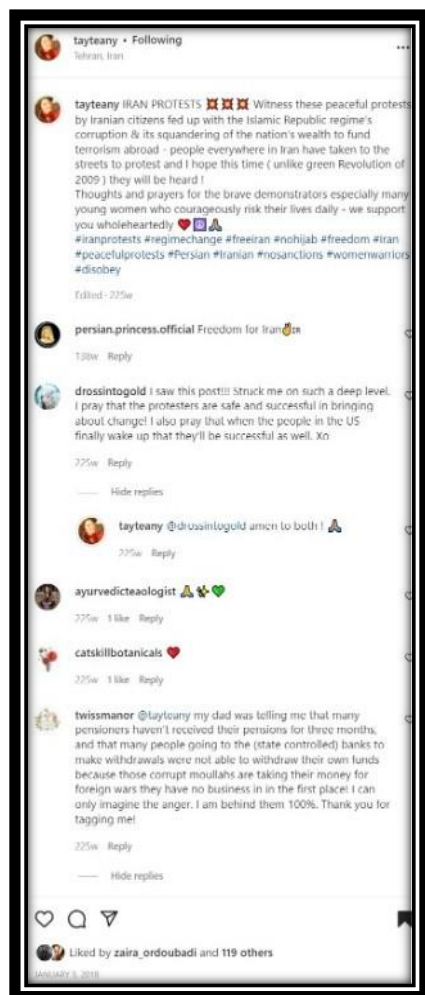 tayteany • Following
Tehran, Iran
tayteany IRAN PROTESTS 💥💥💥 Witness these peaceful protests
by Iranian citizens fed up with the Islamic Republic regime's
corruption & its squandering of the nation's wealth to fund
terrorism abroad - people everywhere in Iran have taken to the
streets to protest and I hope this time ( unlike green Revolution of
2009 ) they will be heard !
Thoughts and prayers for the brave demonstrators especially many
young women who courageously risk their lives daily - we support
you wholeheartedly ❤️☮️🙏
#iranprotests #regimechange #freeiran #nohijab #freedom #iran
#peacefulprotests #Persian #Iranian #nosanctions #womenwarriors
#disobey
Edited · 225w
persian.princess.official Freedom for Iran✌️🇮🇷
138w Reply
drossintogold I saw this post!!! Struck me on such a deep level.
I pray that the protesters are safe and successful in bringing
about change! I also pray that when the people in the US
finally wake up that they'll be successful as well. Xo
225w Reply
Hide replies
tayteany @drossintogold amen to both ! 🙏
225w Reply
ayurvedicteaologist 🙏✨💚
225w 1 like Reply
catskillbotanicals ❤️
225w 1 like Reply
twissmanor @tayteany my dad was telling me that many
pensioners haven't received their pensions for three months,
and that many people going to the (state controlled) banks to
make withdrawals were not able to withdraw their own funds
because those corrupt moullahs are taking their money for
foreign wars they have no business in in the first place! I can
only imagine the anger. I am behind them 100%. Thank you for
tagging me!
225w Reply
Hide replies
Liked by zaira_ordoubadi and 119 others
JANUARY 3, 2018